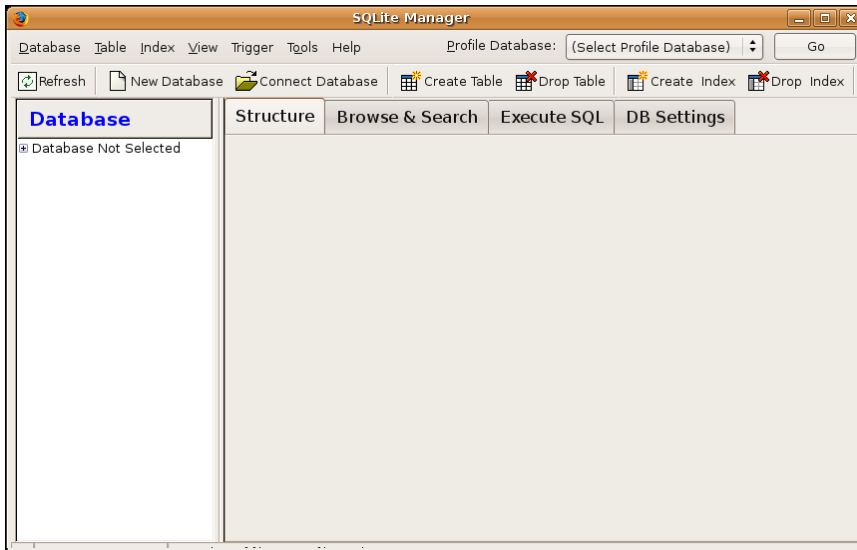 SQLite Manager
Database Table Index View Trigger Tools Help Profile Database: (Select Profile Database) Go
Refresh New Database Connect Database Create Table Drop Table Create Index Drop Index
Database
Structure Browse & Search Execute SQL DB Settings
Database Not Selected